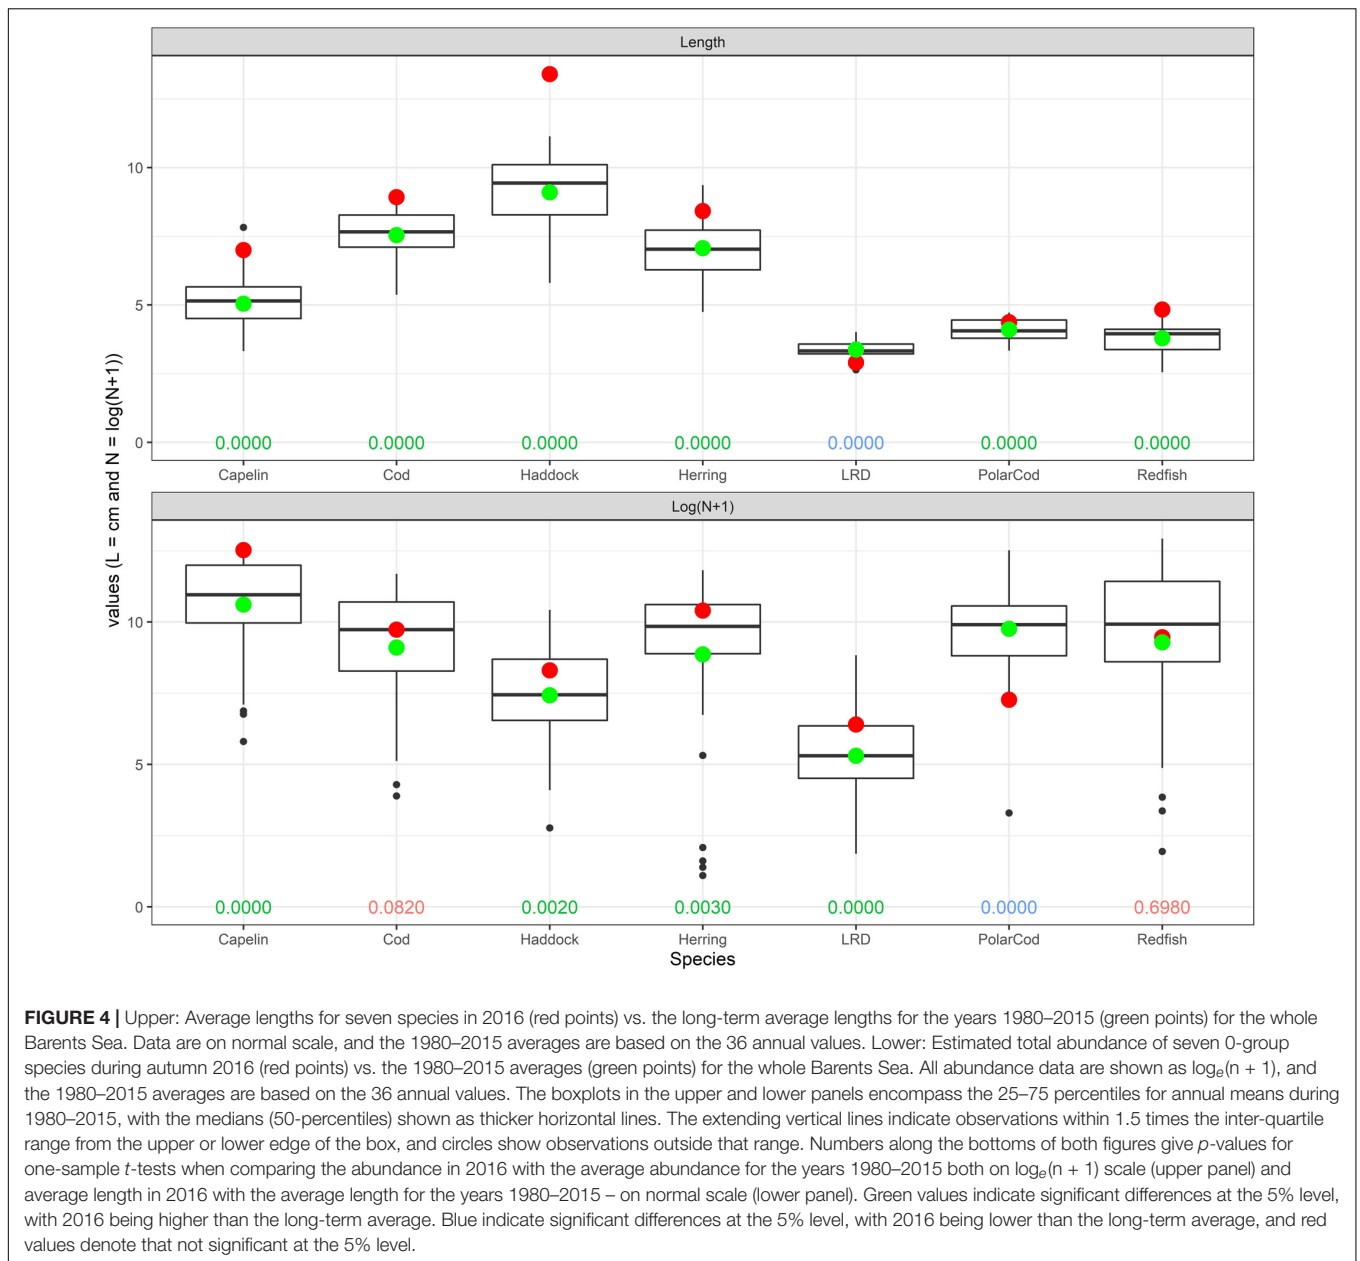 Length
10
5
0
0.0000 0.0000 0.0000 0.0000 0.0000 0.0000 0.0000
Capelin Cod Haddock Herring LRD PolarCod Redfish
values (L = cm and N = log(N+1))
Log(N+1)
10
5
0
0.0000 0.0820 0.0020 0.0030 0.0000 0.0000 0.6980
Capelin Cod Haddock Herring LRD PolarCod Redfish
Species
FIGURE 4 | Upper: Average lengths for seven species in 2016 (red points) vs. the long-term average lengths for the years 1980–2015 (green points) for the whole
Barents Sea. Data are on normal scale, and the 1980–2015 averages are based on the 36 annual values. Lower: Estimated total abundance of seven 0-group
species during autumn 2016 (red points) vs. the 1980–2015 averages (green points) for the whole Barents Sea. All abundance data are shown as logₑ(n + 1), and
the 1980–2015 averages are based on the 36 annual values. The boxplots in the upper and lower panels encompass the 25–75 percentiles for annual means during
1980–2015, with the medians (50-percentiles) shown as thicker horizontal lines. The extending vertical lines indicate observations within 1.5 times the inter-quartile
range from the upper or lower edge of the box, and circles show observations outside that range. Numbers along the bottoms of both figures give p-values for
one-sample t-tests when comparing the abundance in 2016 with the average abundance for the years 1980–2015 both on logₑ(n + 1) scale (upper panel) and
average length in 2016 with the average length for the years 1980–2015 – on normal scale (lower panel). Green values indicate significant differences at the 5% level,
with 2016 being higher than the long-term average. Blue indicate significant differences at the 5% level, with 2016 being lower than the long-term average, and red
values denote that not significant at the 5% level.